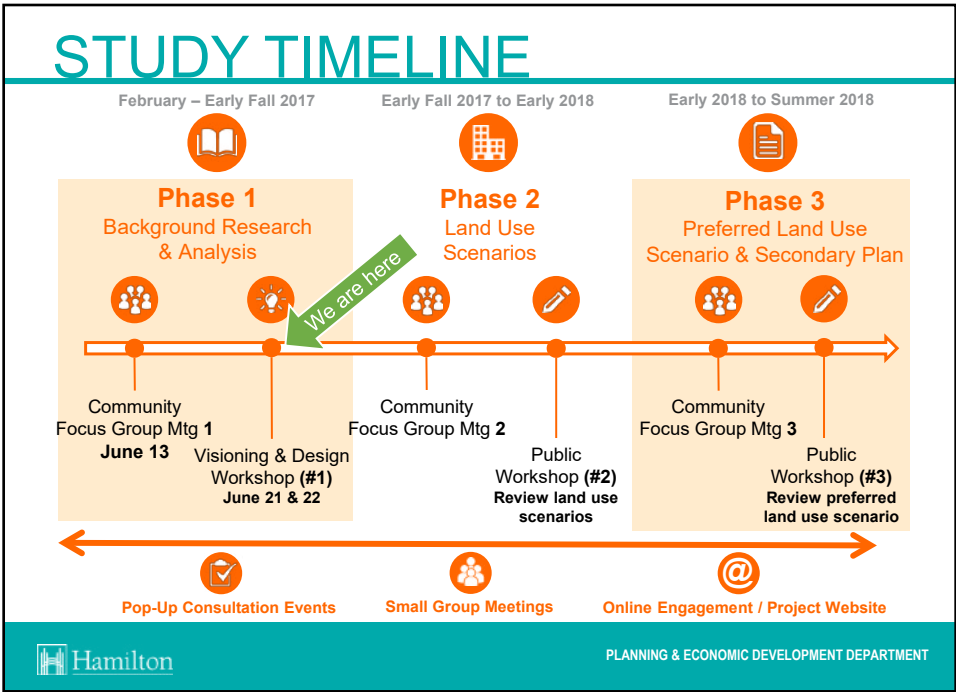 STUDY TIMELINE
February – Early Fall 2017
Early Fall 2017 to Early 2018
Early 2018 to Summer 2018
Phase 1
Background Research
& Analysis
Phase 2
Land Use
Scenarios
Phase 3
Preferred Land Use
Scenario & Secondary Plan
We are here
Community
Focus Group Mtg 1
June 13
Visioning & Design
Workshop (#1)
June 21 & 22
Community
Focus Group Mtg 2
Public
Workshop (#2)
Review land use
scenarios
Community
Focus Group Mtg 3
Public
Workshop (#3)
Review preferred
land use scenario
@
Pop-Up Consultation Events
Small Group Meetings
Online Engagement / Project Website
Hamilton
PLANNING & ECONOMIC DEVELOPMENT DEPARTMENT